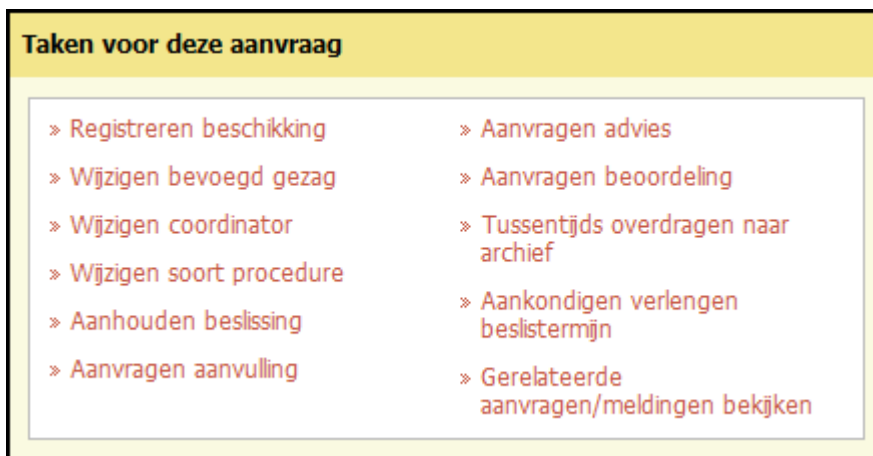 Taken voor deze aanvraag
» Registreren beschikking
» Wijzigen bevoegd gezag
» Wijzigen coordinator
» Wijzigen soort procedure
» Aanhouden beslissing
» Aanvragen aanvulling
» Aanvragen advies
» Aanvragen beoordeling
» Tussentijds overdragen naar
archief
» Aankondigen verlengen
beslistermijn
» Gerelateerde
aanvragen/meldingen bekijken